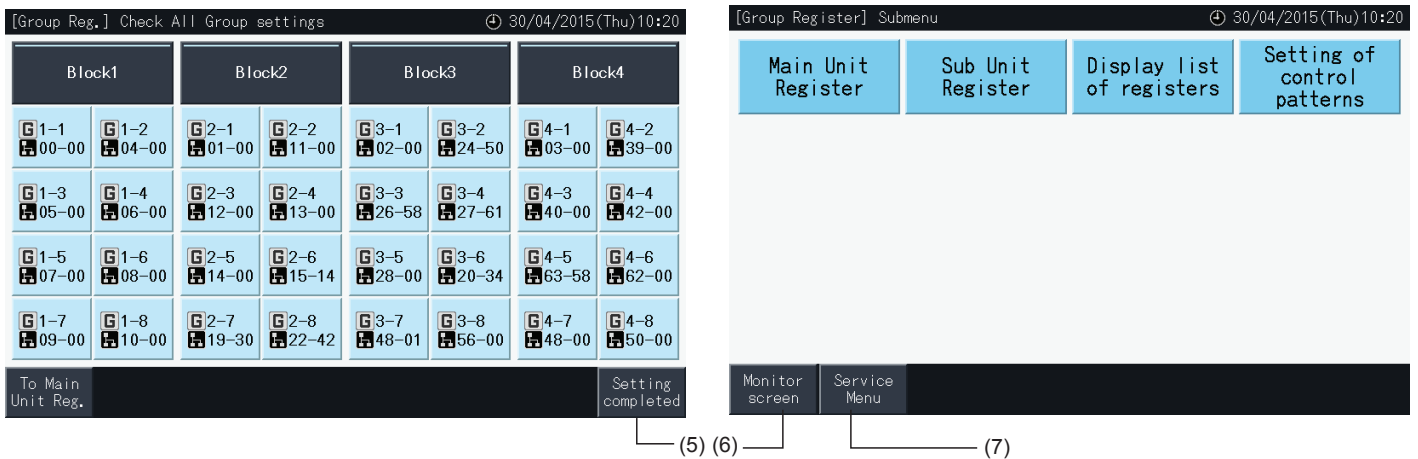 [Group Reg.] Check All Group settings 30/04/2015(Thu)10:20
Block1 Block2 Block3 Block4
G 1-1 G 1-2 G 2-1 G 2-2 G 3-1 G 3-2 G 4-1 G 4-2
00-00 04-00 01-00 11-00 02-00 24-50 03-00 39-00
G 1-3 G 1-4 G 2-3 G 2-4 G 3-3 G 3-4 G 4-3 G 4-4
05-00 06-00 12-00 13-00 26-58 27-61 40-00 42-00
G 1-5 G 1-6 G 2-5 G 2-6 G 3-5 G 3-6 G 4-5 G 4-6
07-00 08-00 14-00 15-14 28-00 20-34 63-58 62-00
G 1-7 G 1-8 G 2-7 G 2-8 G 3-7 G 3-8 G 4-7 G 4-8
09-00 10-00 19-30 22-42 48-01 56-00 48-00 50-00
To Main
Unit Reg.
Setting
completed
(5)
[Group Register] Submenu 30/04/2015(Thu)10:20
Main Unit
Register
Sub Unit
Register
Display list
of registers
Setting of
control
patterns
Monitor
screen
Service
Menu
(6)
(7)